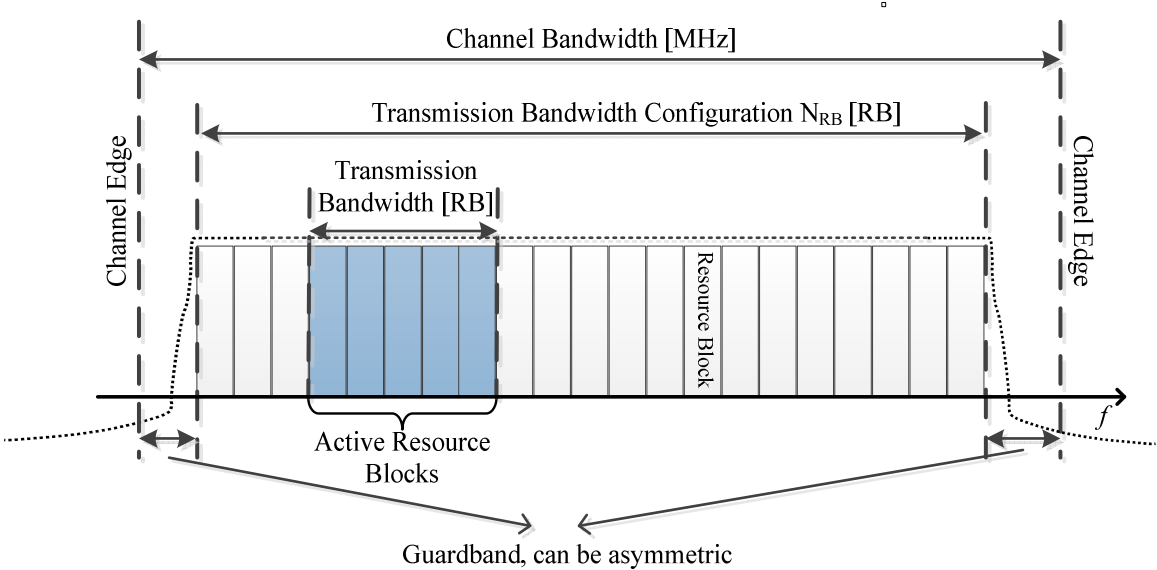 Channel Bandwidth [MHz]
Transmission Bandwidth Configuration NRB [RB]
Transmission
Bandwidth [RB]
Channel Edge
Channel Edge
Resource Block
f
Active Resource
Blocks
Guardband, can be asymmetric